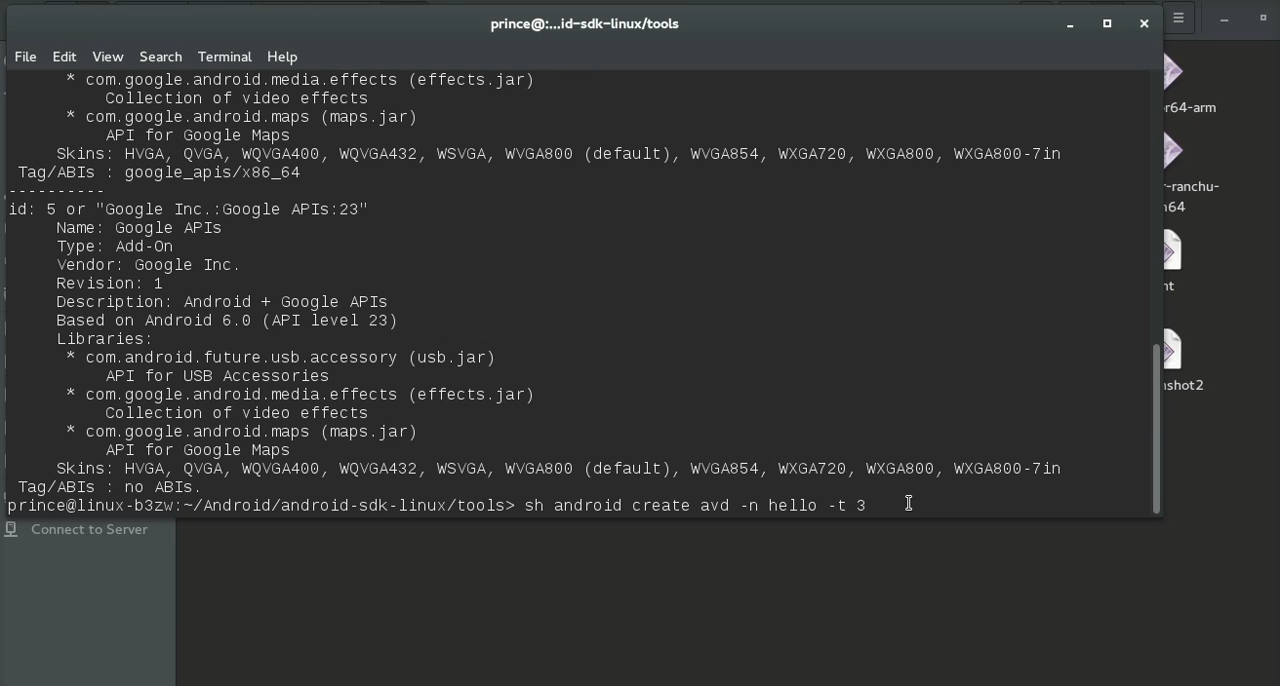 prince@:...id-sdk-linux/tools
File Edit View Search Terminal Help
* com.google.android.media.effects (effects.jar)
Collection of video effects
* com.google.android.maps (maps.jar)
API for Google Maps
Skins: HVGA, QVGA, WQVGA400, WQVGA432, WSVGA, WVGA800 (default), WVGA854, WXGA720, WXGA800, WXGA800-7in
Tag/ABIs : google_apis/x86_64
----------
id: 5 or "Google Inc.:Google APIs:23"
Name: Google APIs
Type: Add-On
Vendor: Google Inc.
Revision: 1
Description: Android + Google APIs
Based on Android 6.0 (API level 23)
Libraries:
* com.android.future.usb.accessory (usb.jar)
API for USB Accessories
* com.google.android.media.effects (effects.jar)
Collection of video effects
* com.google.android.maps (maps.jar)
API for Google Maps
Skins: HVGA, QVGA, WQVGA400, WQVGA432, WSVGA, WVGA800 (default), WVGA854, WXGA720, WXGA800, WXGA800-7in
Tag/ABIs : no ABIs.
prince@linux-b3zw:~/Android/android-sdk-linux/tools> sh android create avd -n hello -t 3
Connect to Server
or64-arm
r-ranchu-
64
nt
shot2